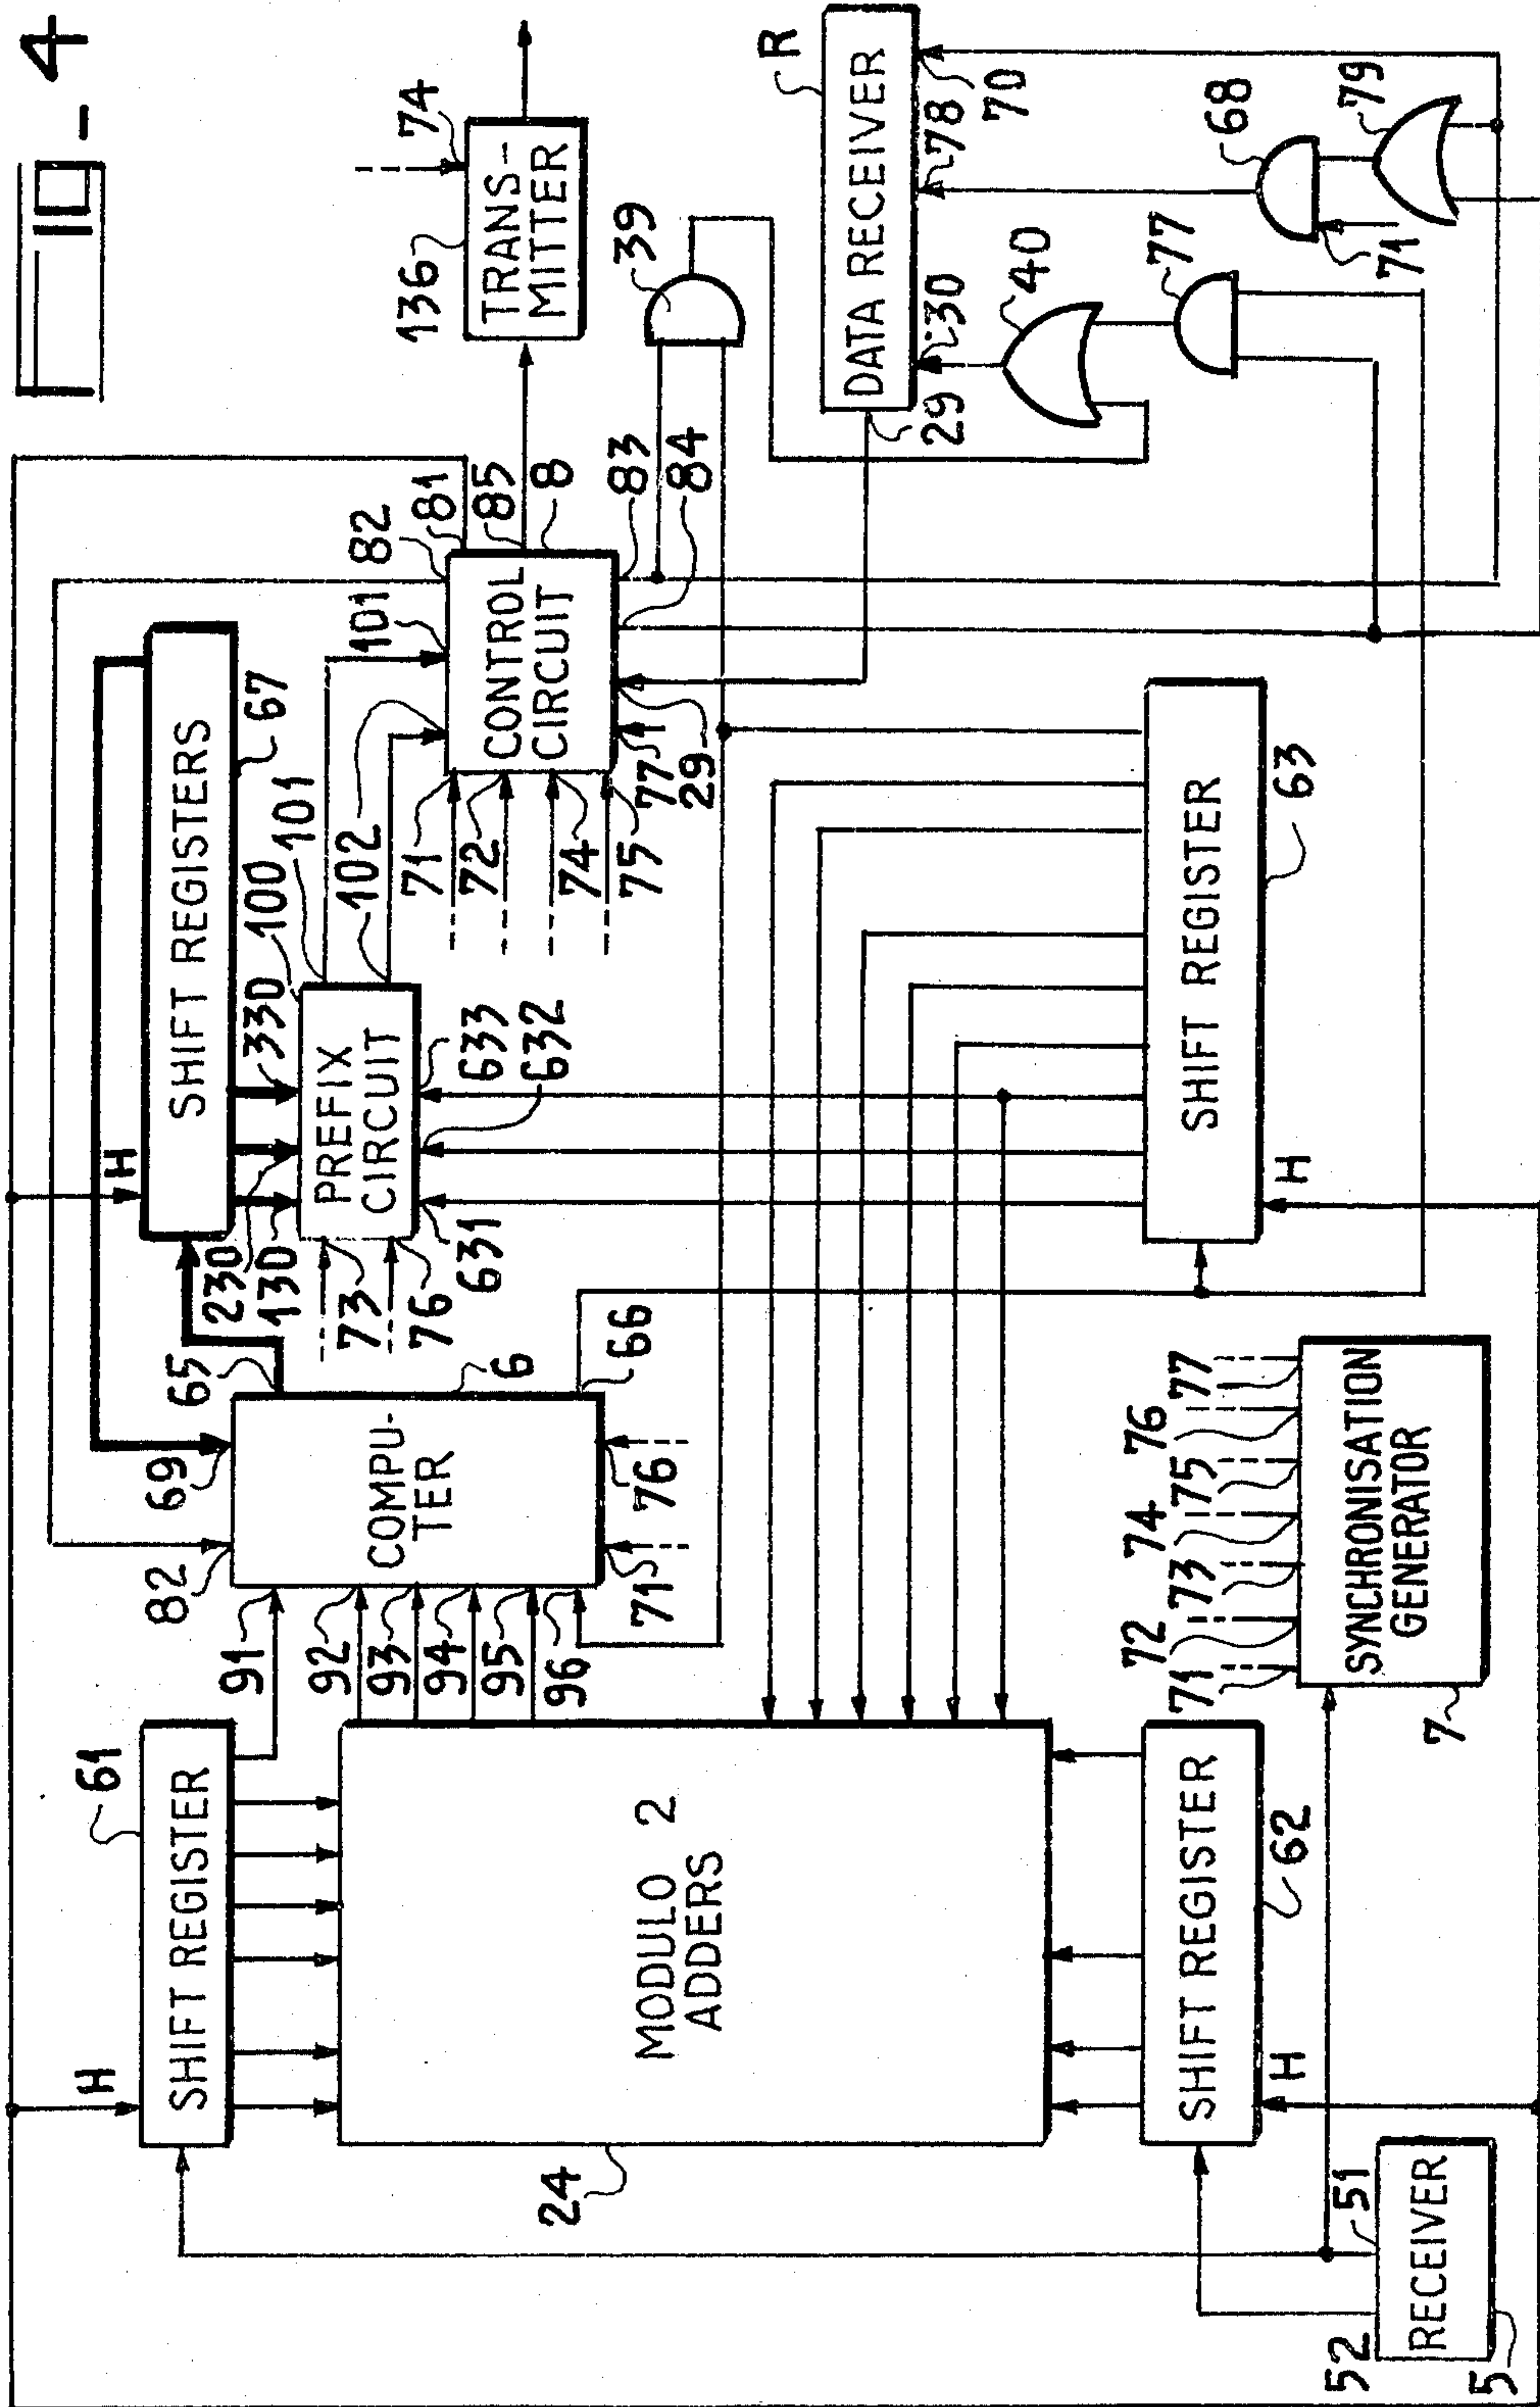 FIG-4
H
SHIFT REGISTER
61
H
SHIFT REGISTERS
67
82
69
91
92
93
94
95
96
COMPU-
TER
6
65
66
71
76
230
130
330
100
101
102
PREFIX
CIRCUIT
73
76
631
632
633
101
82
81
85
8
102
71
72
74
75
77
29
83
84
CONTROL
CIRCUIT
136
TRANS-
MITTER
74
39
24
MODULO 2
ADDERS
R
DATA RECEIVER
29
30
78
70
40
77
68
71
79
SHIFT REGISTER
62
H
SHIFT REGISTER
63
H
52
51
RECEIVER
5
71
72
73
74
75
76
77
SYNCHRONISATION
GENERATOR
7